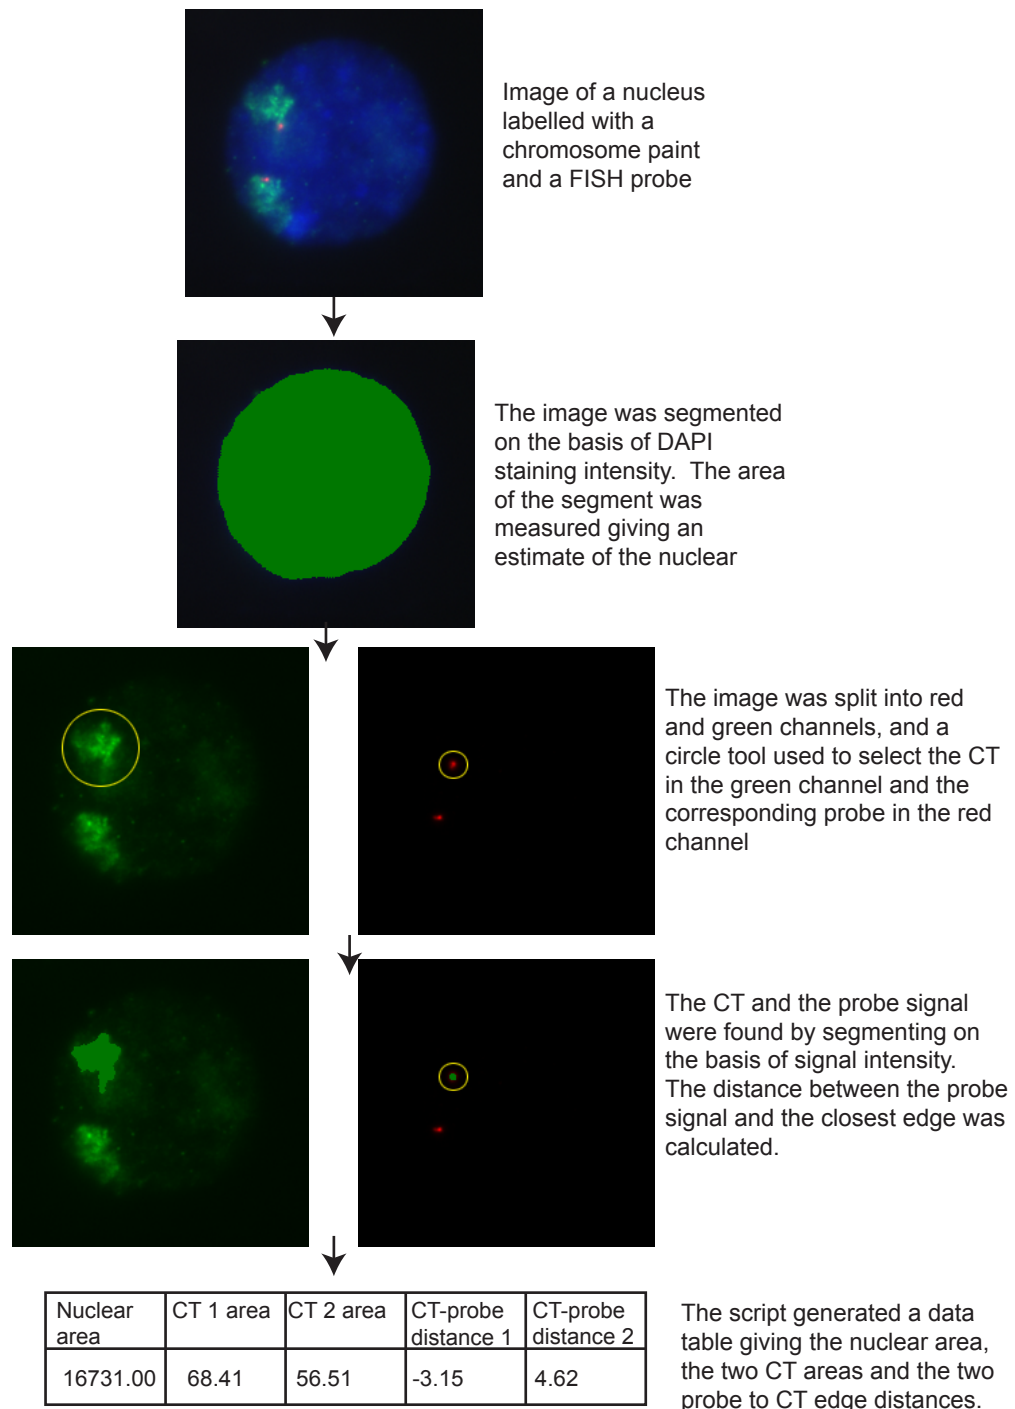 Image of a nucleus
labelled with a
chromosome paint
and a FISH probe
The image was segmented
on the basis of DAPI
staining intensity.  The area
of the segment was
measured giving an
estimate of the nuclear
The image was split into red
and green channels, and a
circle tool used to select the CT
in the green channel and the
corresponding probe in the red
channel
The CT and the probe signal
were found by segmenting on
the basis of signal intensity.
The distance between the probe
signal and the closest edge was
calculated.
Nuclear area CT 1 area CT 2 area CT-probe distance 1 CT-probe distance 2
16731.00 68.41 56.51 -3.15 4.62
The script generated a data
table giving the nuclear area,
the two CT areas and the two
probe to CT edge distances.